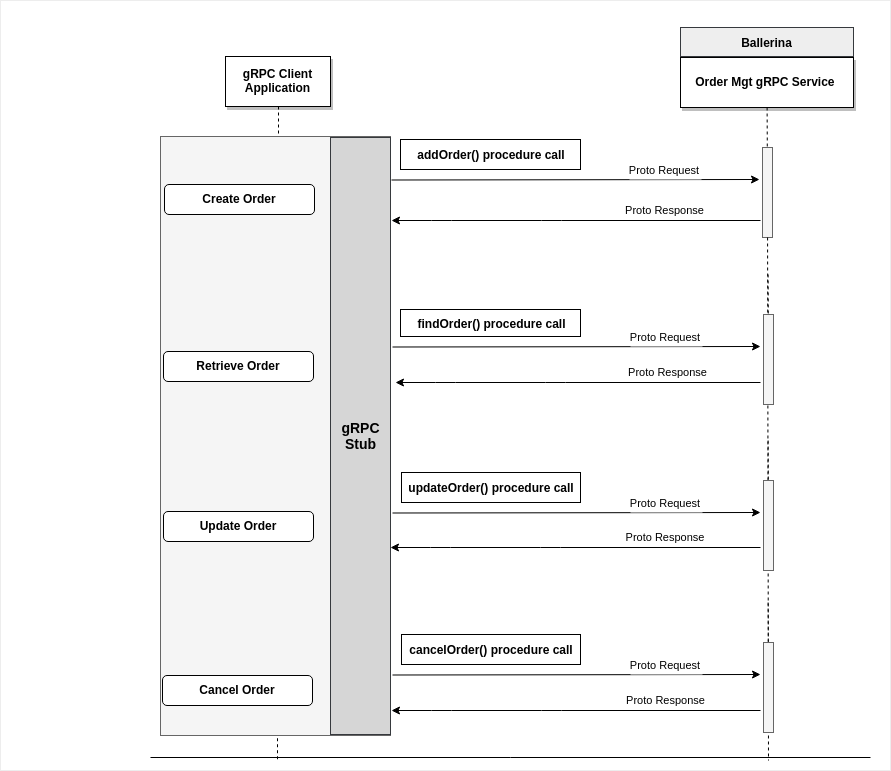 Ballerina
gRPC Client
Application
Order Mgt gRPC Service
addOrder() procedure call
Proto Request
Create Order
Proto Response
findOrder() procedure call
Proto Request
Retrieve Order
Proto Response
gRPC
Stub
updateOrder() procedure call
Proto Request
Update Order
Proto Response
cancelOrder() procedure call
Proto Request
Cancel Order
Proto Response